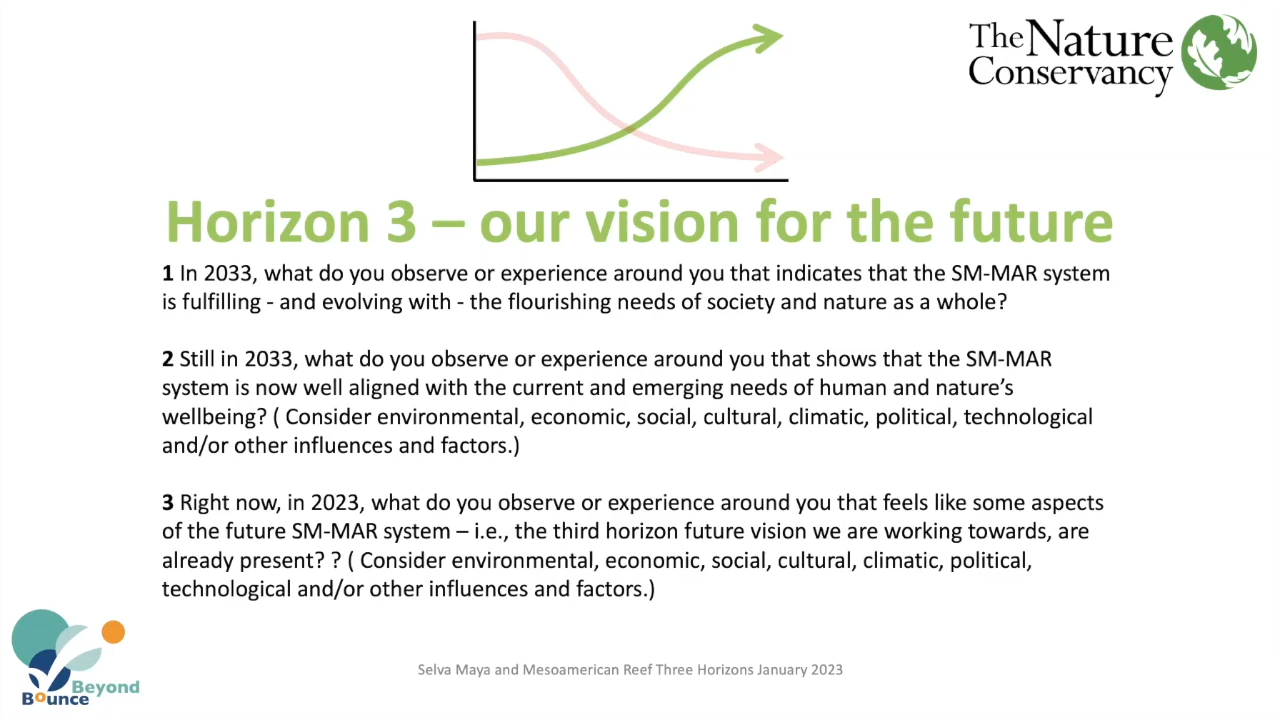 The Nature
Conservancy
Horizon 3 – our vision for the future
1 In 2033, what do you observe or experience around you that indicates that the SM-MAR system
is fulfilling - and evolving with - the flourishing needs of society and nature as a whole?
2 Still in 2033, what do you observe or experience around you that shows that the SM-MAR
system is now well aligned with the current and emerging needs of human and nature’s
wellbeing? ( Consider environmental, economic, social, cultural, climatic, political, technological
and/or other influences and factors.)
3 Right now, in 2023, what do you observe or experience around you that feels like some aspects
of the future SM-MAR system – i.e., the third horizon future vision we are working towards, are
already present? ? ( Consider environmental, economic, social, cultural, climatic, political,
technological and/or other influences and factors.)
Selva Maya and Mesoamerican Reef Three Horizons January 2023
Beyond
Bounce